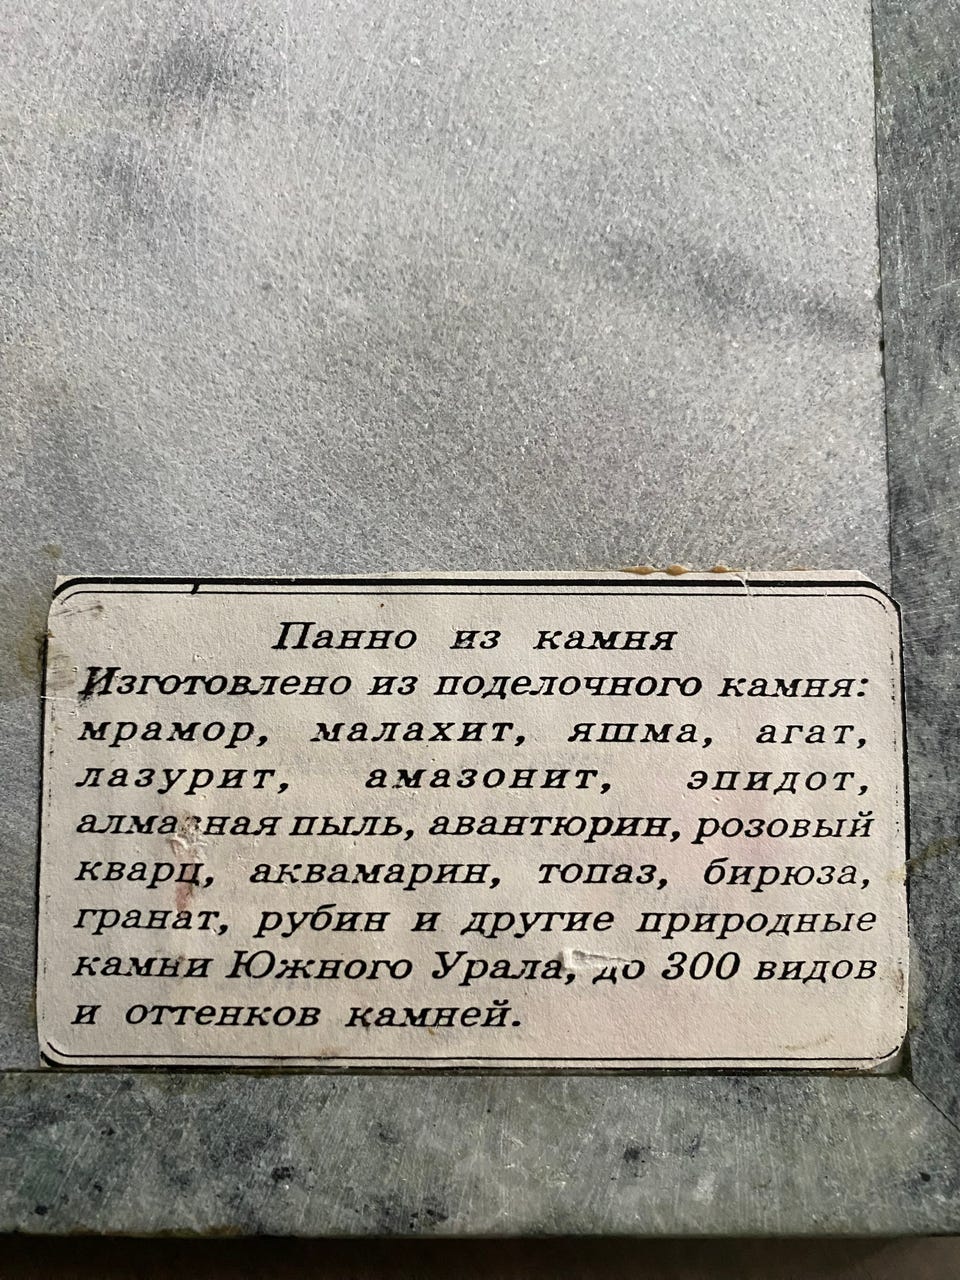 Панно из камня
Изготовлено из поделочного камня:
мрамор, малахит, яшма, агат,
лазурит, амазонит, эпидот,
алмазная пыль, авантюрин, розовый
кварц, аквамарин, топаз, бирюза,
гранат, рубин и другие природные
камни Южного Урала, до 300 видов
и оттенков камней.